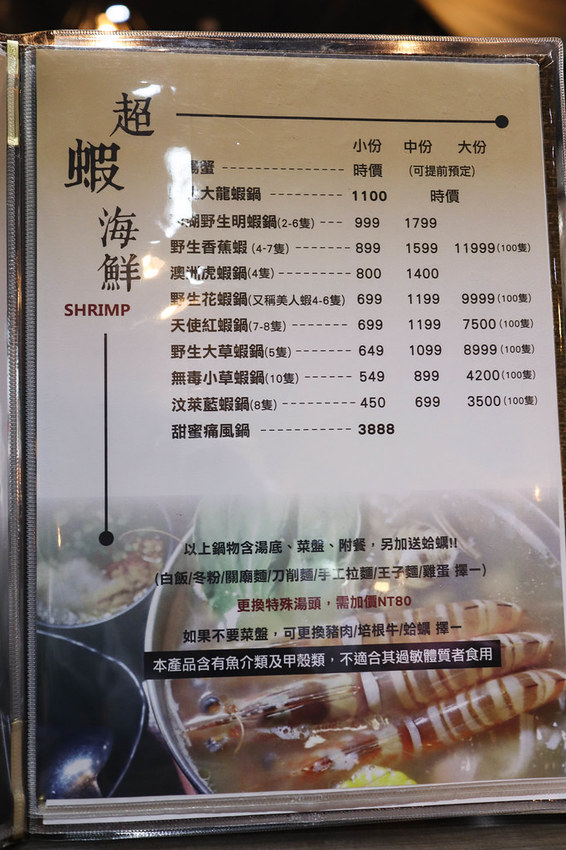 超蝦海鮮
SHRIMP
小份 中份 大份
蟹 時價 (可提前預定)
大龍蝦鍋 1100 時價
野生明蝦鍋(2-6隻) 999 1799
野生香蕉蝦 (4-7隻) 899 1599 11999(100隻)
澳洲虎蝦鍋(4隻) 800 1400
野生花蝦鍋(又稱美人蝦4-6隻) 699 1199 9999(100隻)
天使紅蝦鍋(7-8隻) 699 1199 7500(100隻)
野生大草蝦鍋(5隻) 649 1099 8999(100隻)
無毒小草蝦鍋(10隻) 549 899 4200(100隻)
汶萊藍蝦鍋(8隻) 450 699 3500(100隻)
甜蜜痛風鍋 3888
以上鍋物含湯底、菜盤、附餐，另加送蛤蠣!!
(白飯/冬粉/關廟麵/刀削麵/手工拉麵/王子麵/雞蛋 擇一)
更換特殊湯頭，需加價NT80
如果不要菜盤，可更換豬肉/培根牛/蛤蠣 擇一
本產品含有魚介類及甲殼類，不適合其過敏體質者食用